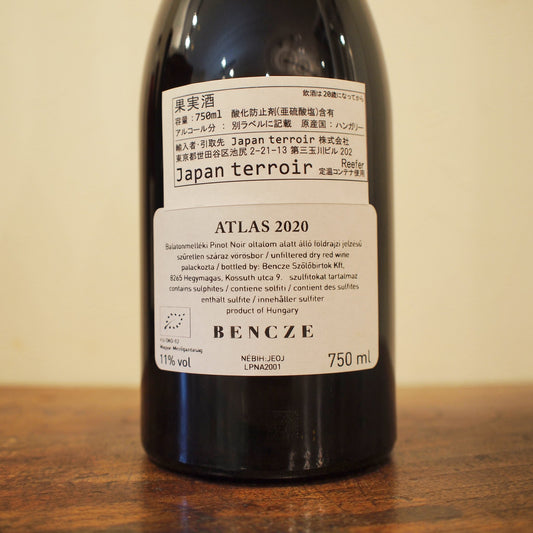 果実酒
飲酒は20歳になってから
容量：750ml 酸化防止剤(亜硫酸塩)含有
アルコール分 ： 別ラベルに記載 原産国：ハンガリー
輸入者・引取先 Japan terroir 株式会社
東京都世田谷区池尻 2-21-13 第三玉川ビル 202
Japan terroir Reefer
定温コンテナ使用
ATLAS 2020
Balatonmelléki Pinot Noir oltalom alatt álló földrajzi jelzésű
szűretlen száraz vörösbor / unfiltered dry red wine
palackozta / bottled by: Bencze Szőlőbirtok Kft,
8265 Hegymagas, Kossuth utca 9. szulfitokat tartalmaz
contains sulphites / contiene solfiti / contient des sulfites
enthalt sulfite / innehåller sulfiter
product of Hungary
BENCZE
HU-ÖKO-02
Magyar Mezőgazdaság
11% vol
NÉBIH:JEOJ
LPNA2001
750 ml